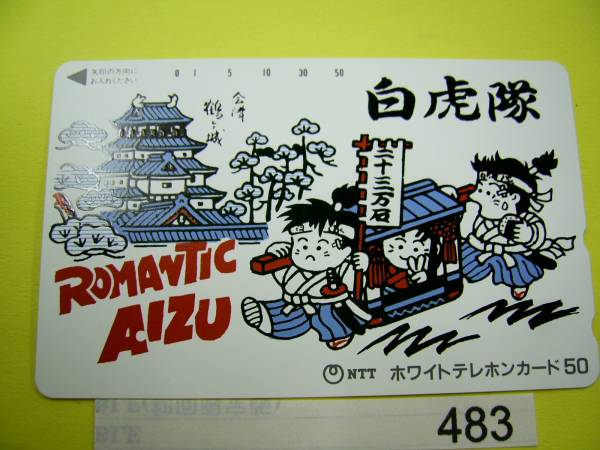 矢印の方向に
お入れください
0 1 5 10 30 50
白虎隊
会津
鶴ヶ城
二十三万石
ROMANTIC
AIZU
NTT ホワイトテレホンカード50
483